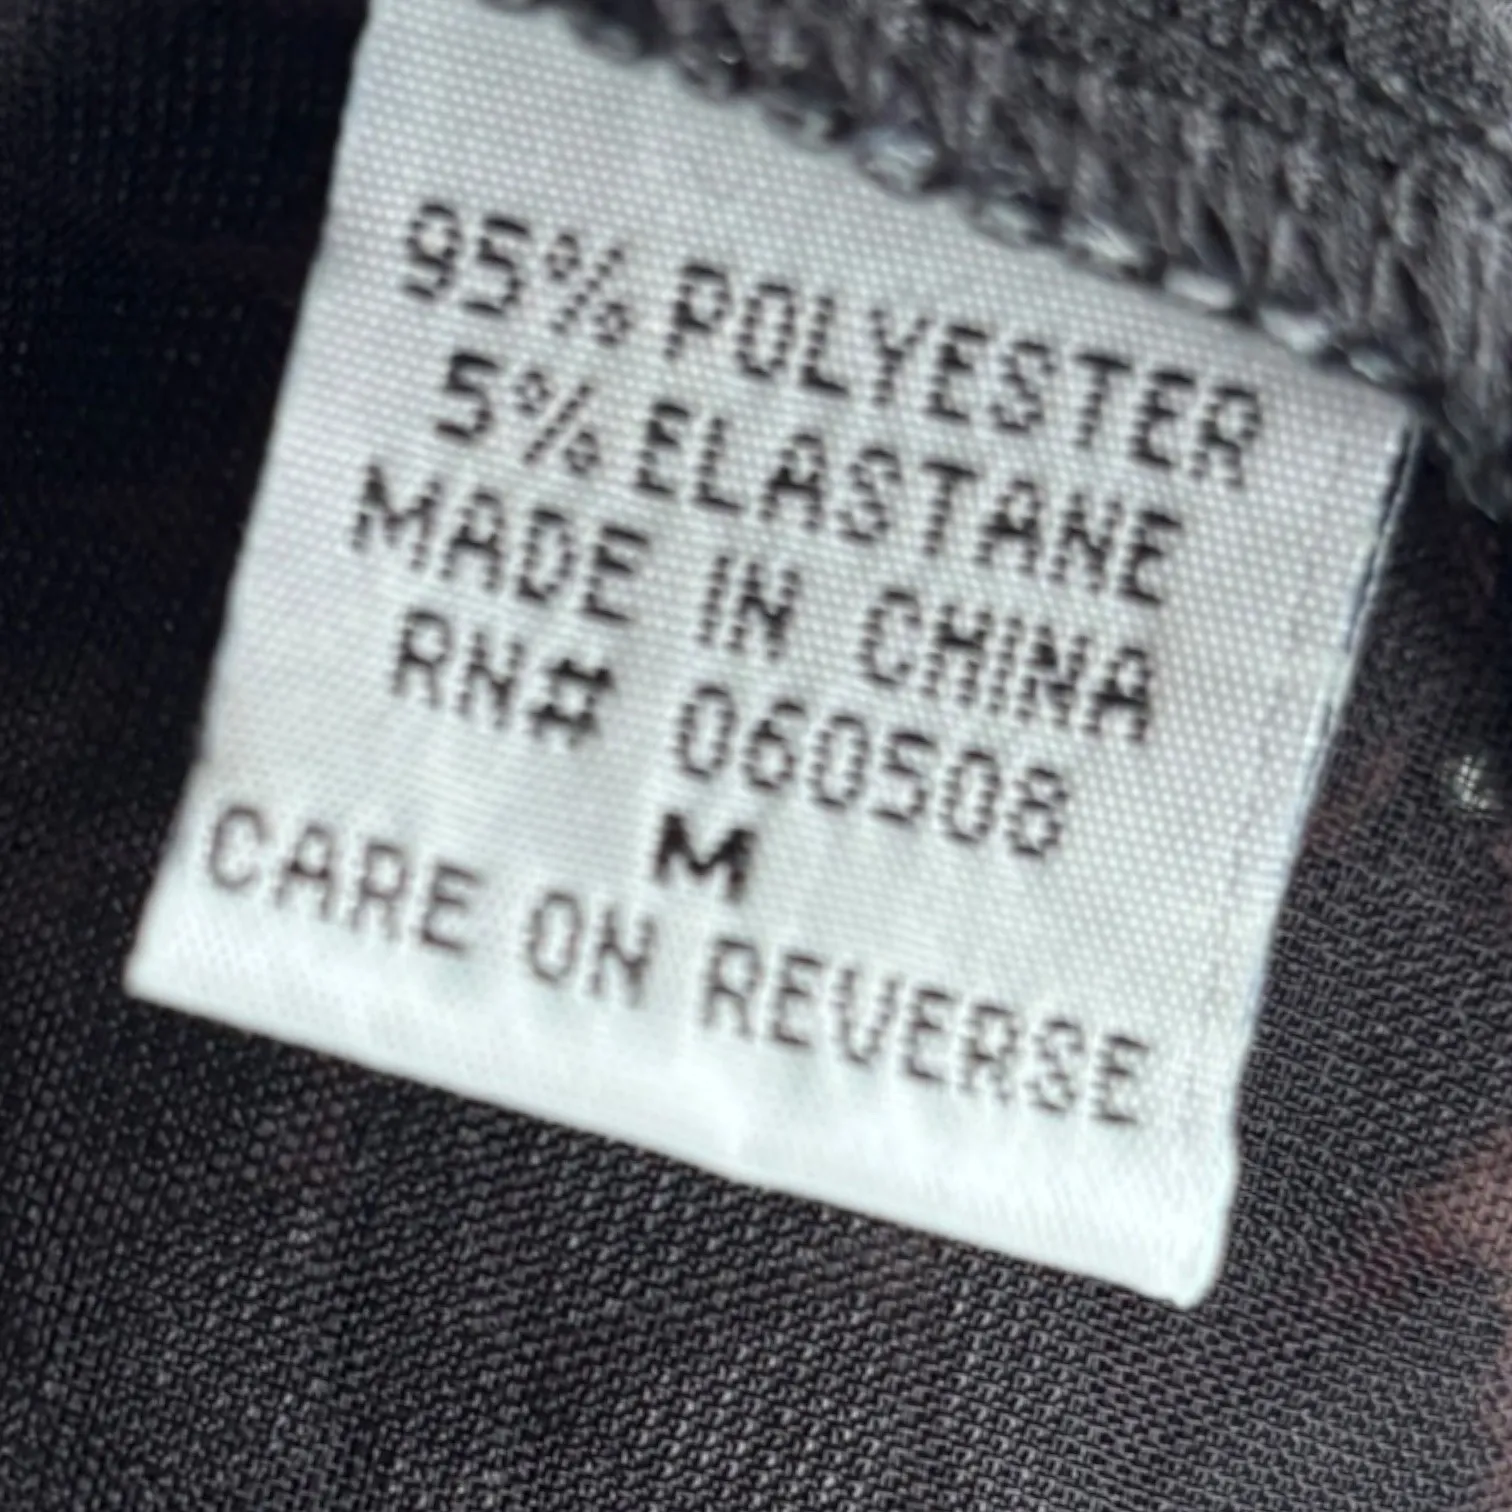 95% POLYESTER
5% ELASTANE
MADE IN CHINA
RN# 060508
M
CARE ON REVERSE